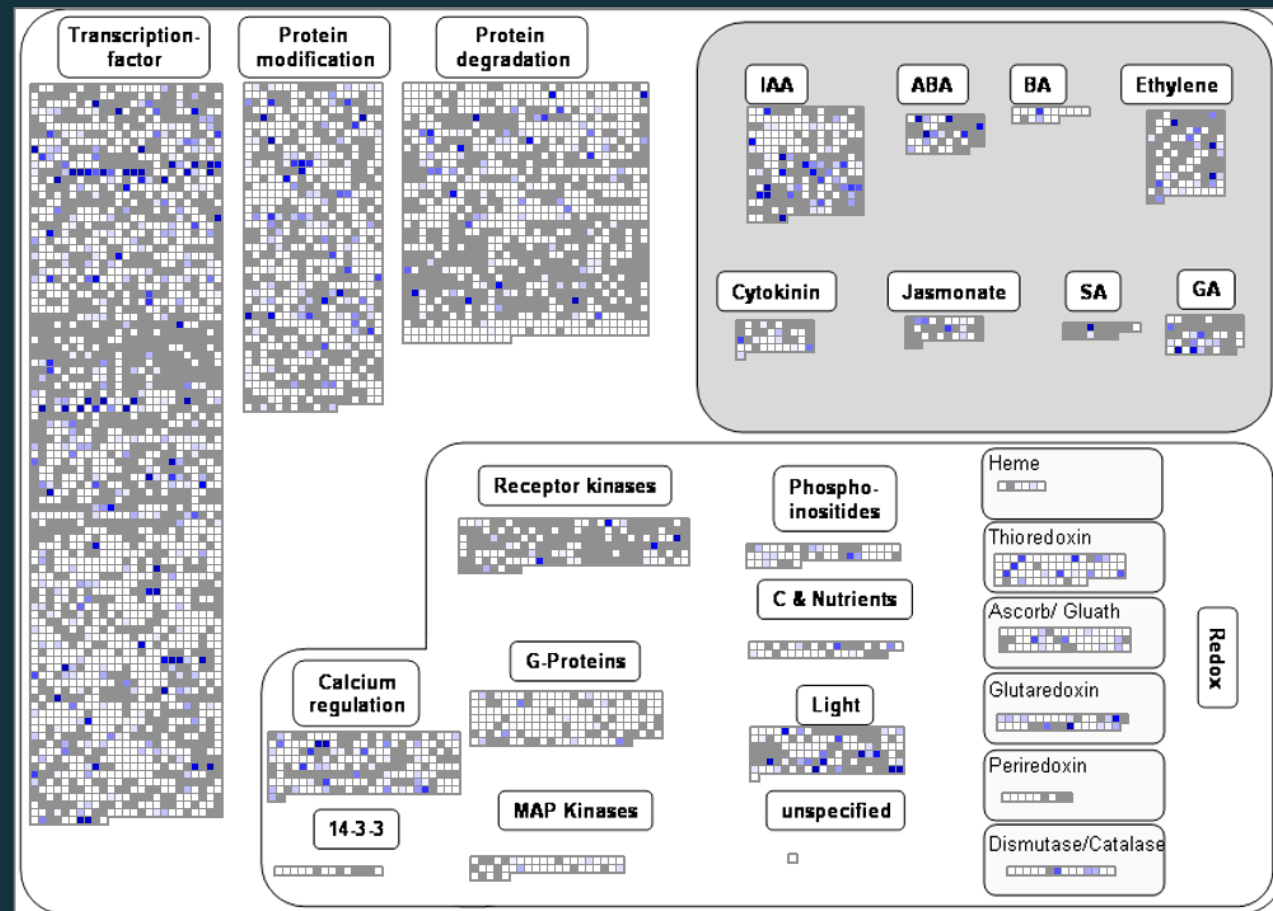 Transcription-
factor
Protein
modification
Protein
degradation
IAA
ABA
BA
Ethylene
Cytokinin
Jasmonate
SA
GA
Receptor kinases
Phospho-
inositides
C & Nutrients
G-Proteins
Calcium
regulation
Light
14-3-3
MAP Kinases
unspecified
Heme
Thioredoxin
Ascorb/ Gluath
Glutaredoxin
Periredoxin
Dismutase/Catalase
Redox